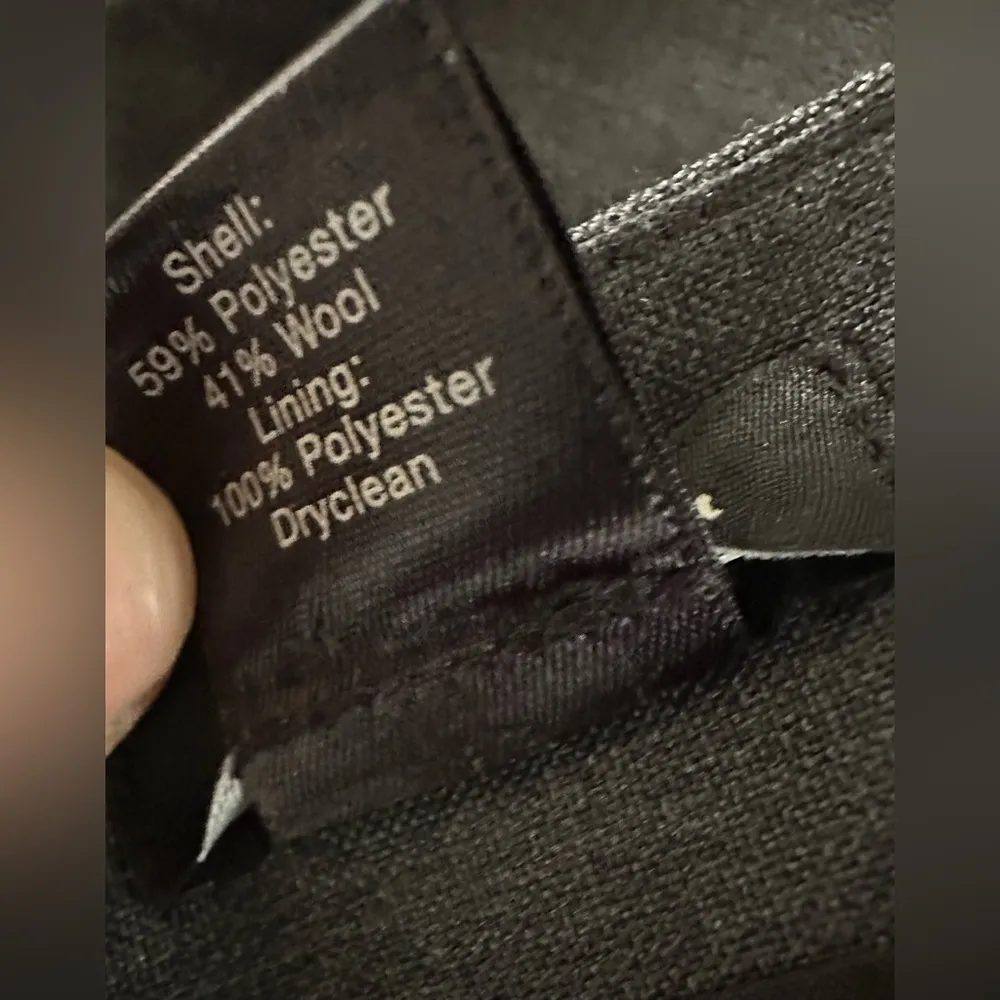 Shell:
59% Polyester
41% Wool
Lining:
100% Polyester
Dryclean